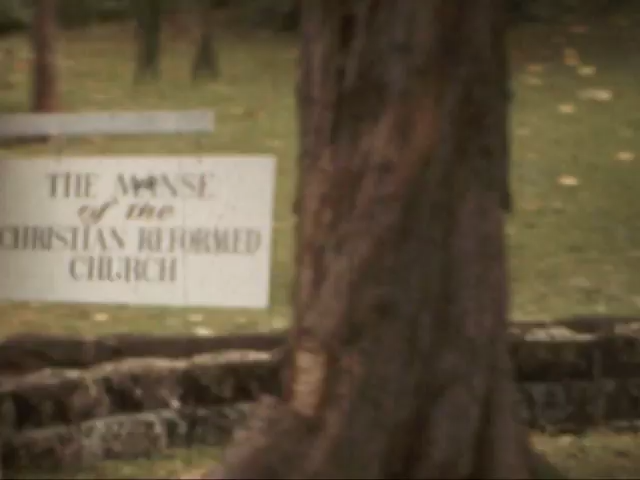 THE MANSE
of the
CHRISTIAN REFORMED
CHURCH